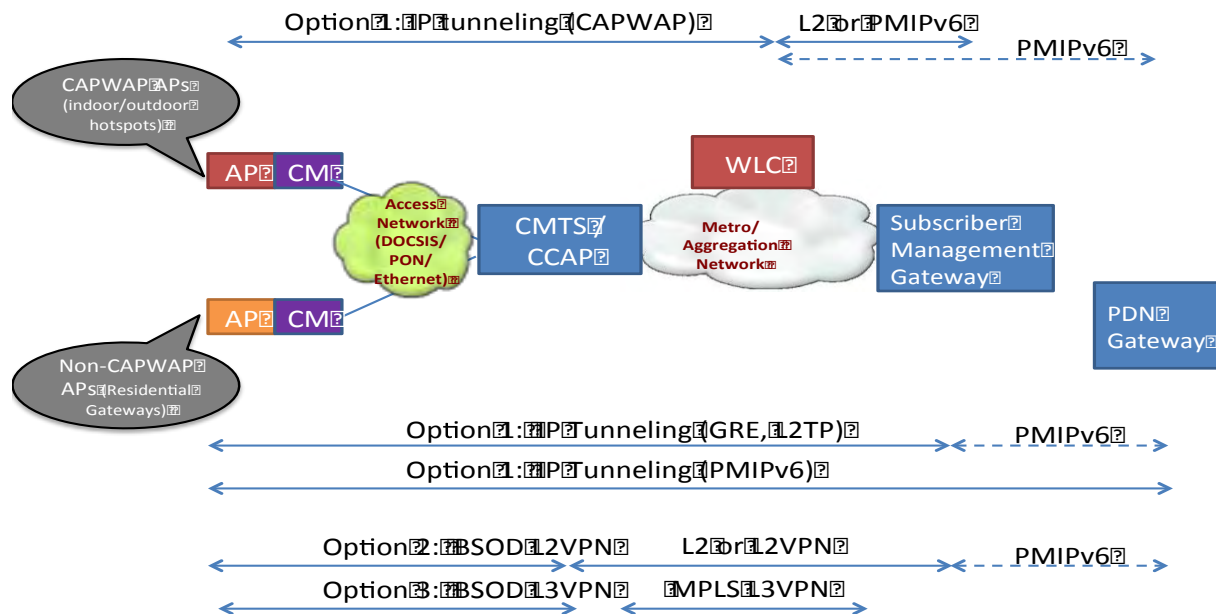 Option 1: IP tunneling (CAPWAP)
L2 or PMIPv6
PMIPv6
CAPWAP APs
(indoor/outdoor
hotspots)
AP
CM
WLC
Access
Network
(DOCSIS/
PON/
Ethernet)
CMTS /
CCAP
Metro/
Aggregation
Network
Subscriber
Management
Gateway
AP
CM
PDN
Gateway
Non-CAPWAP
APs (Residential
Gateways)
Option 1: IP Tunneling (GRE, L2TP)
PMIPv6
Option 1: IP Tunneling (PMIPv6)
Option 2: BSOD L2VPN
L2 or L2VPN
PMIPv6
Option 3: BSOD L3VPN
MPLS L3VPN